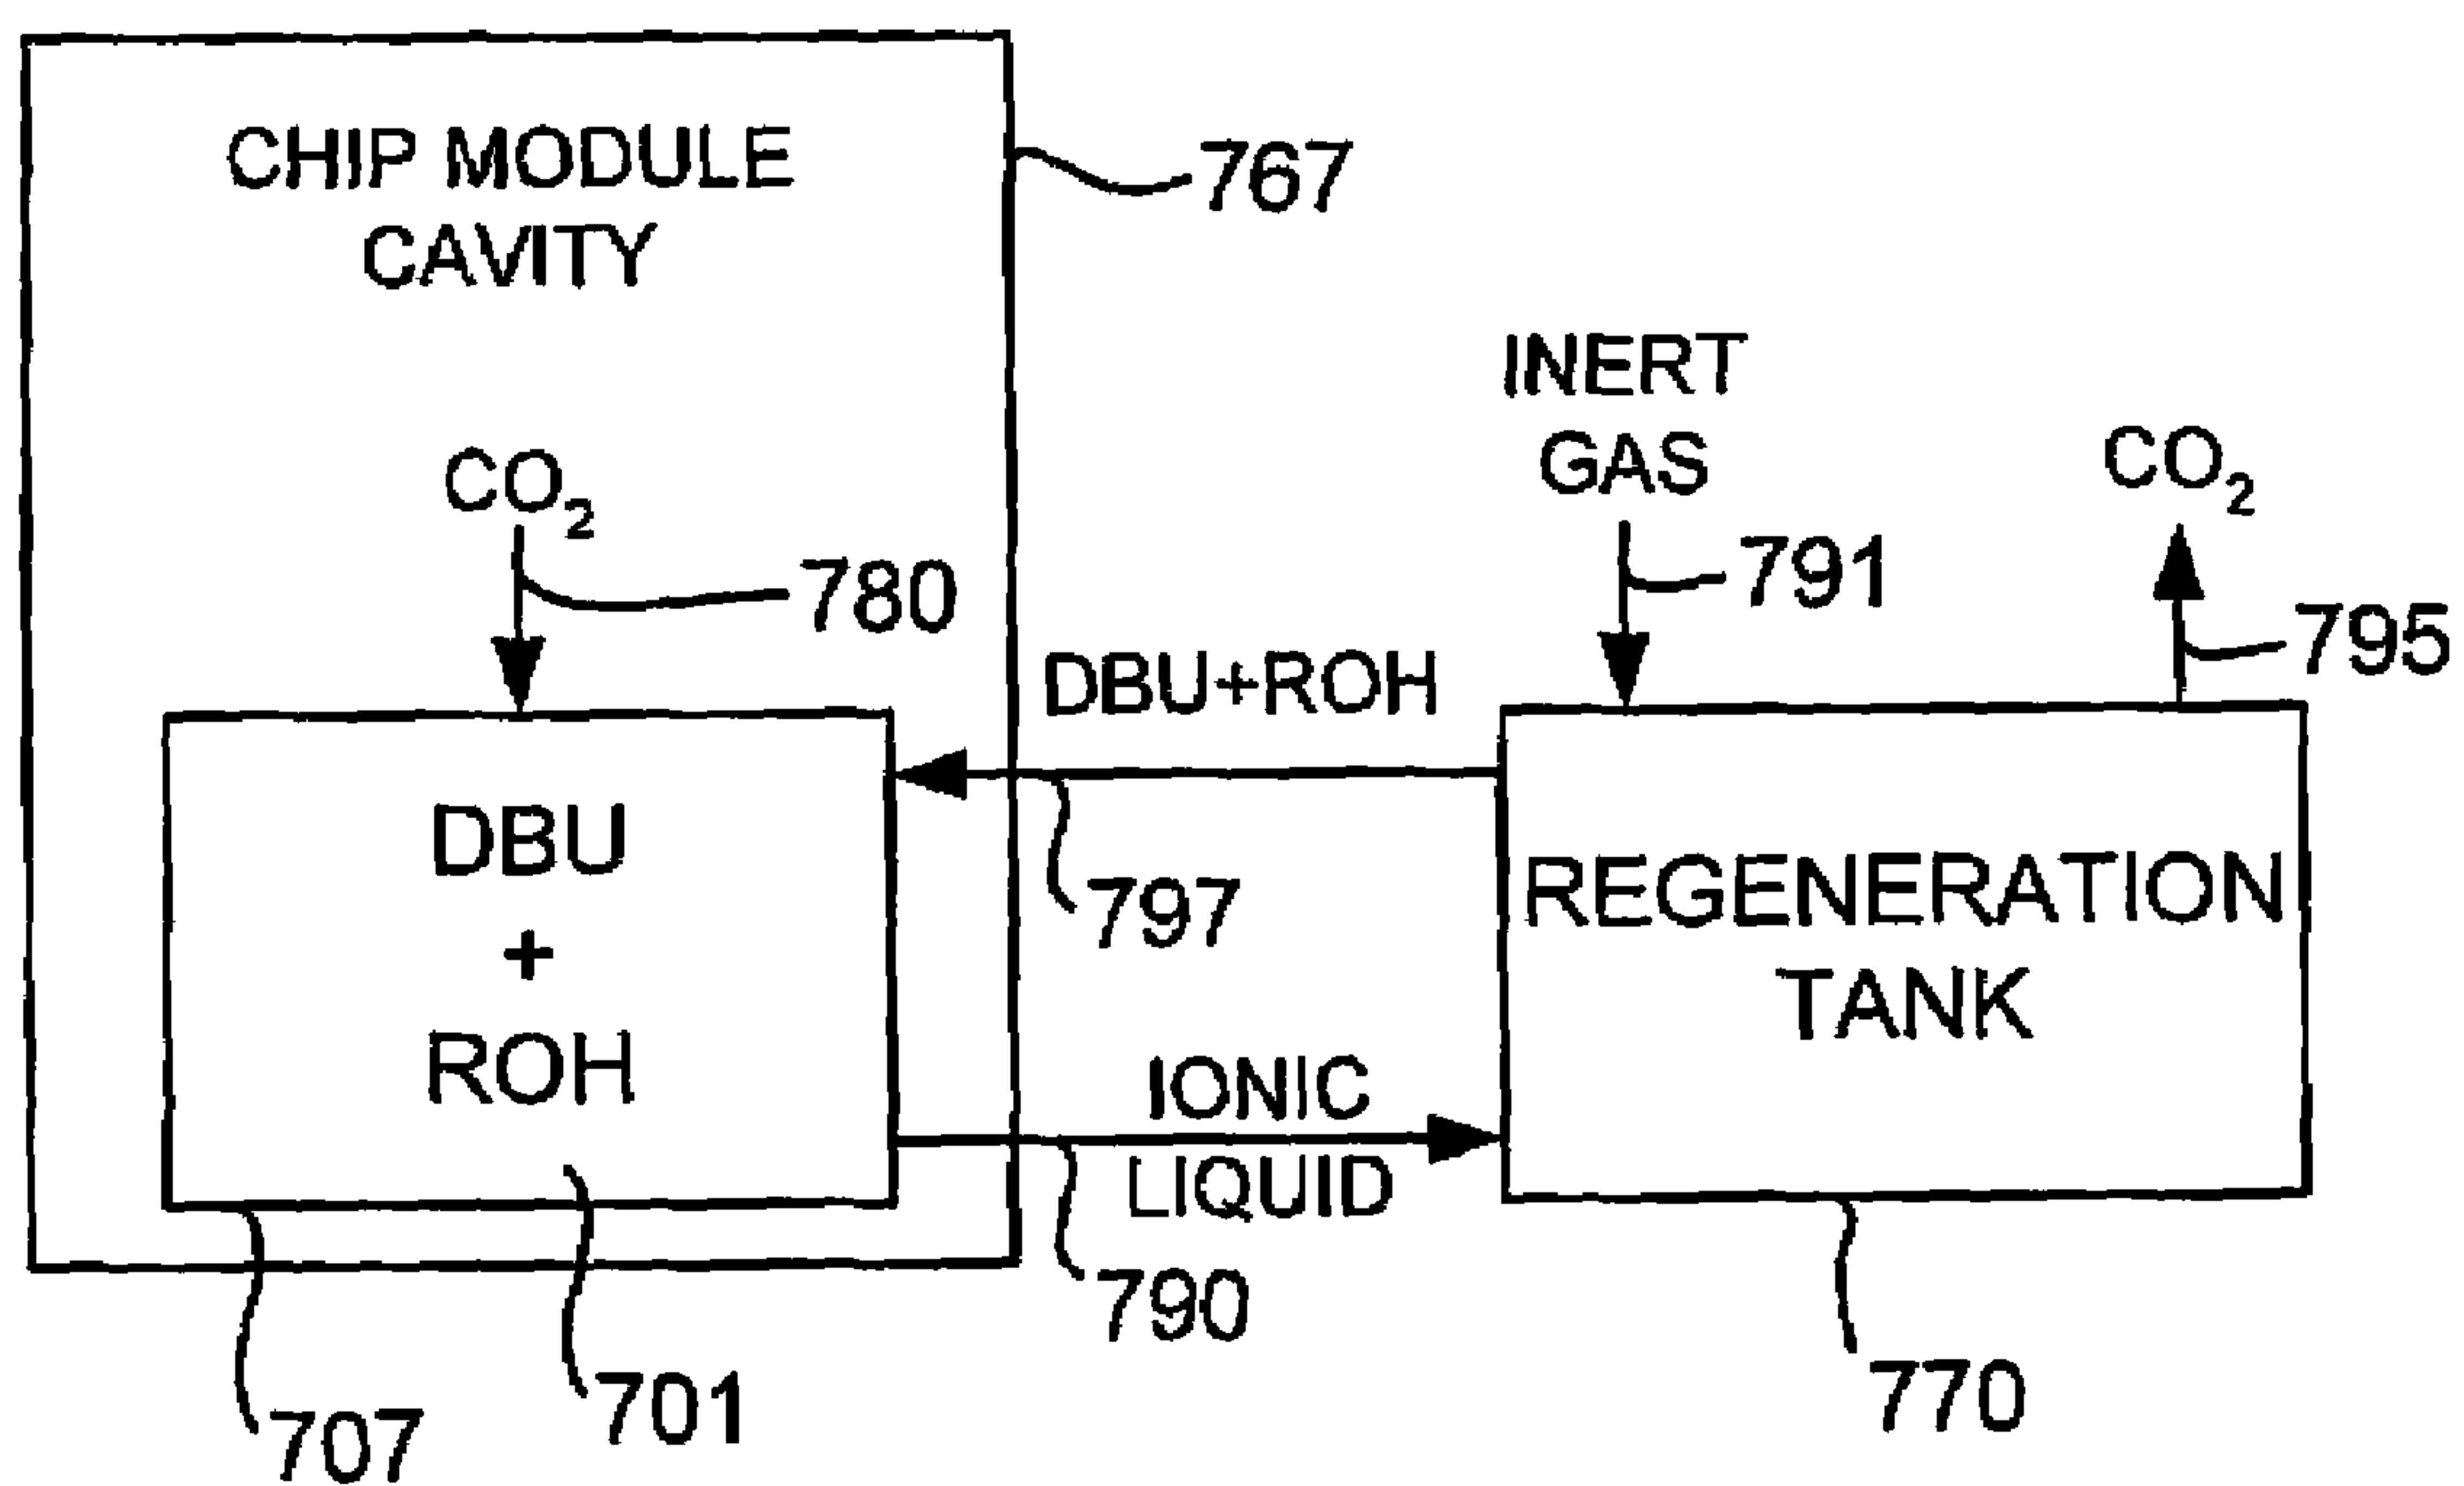 CHIP MODULE
CAVITY
767
CO₂
780
INERT
GAS
791
CO₂
795
DBU+ROH
797
DBU
+
ROH
REGENERATION
TANK
IONIC
LIQUID
790
701
707
770